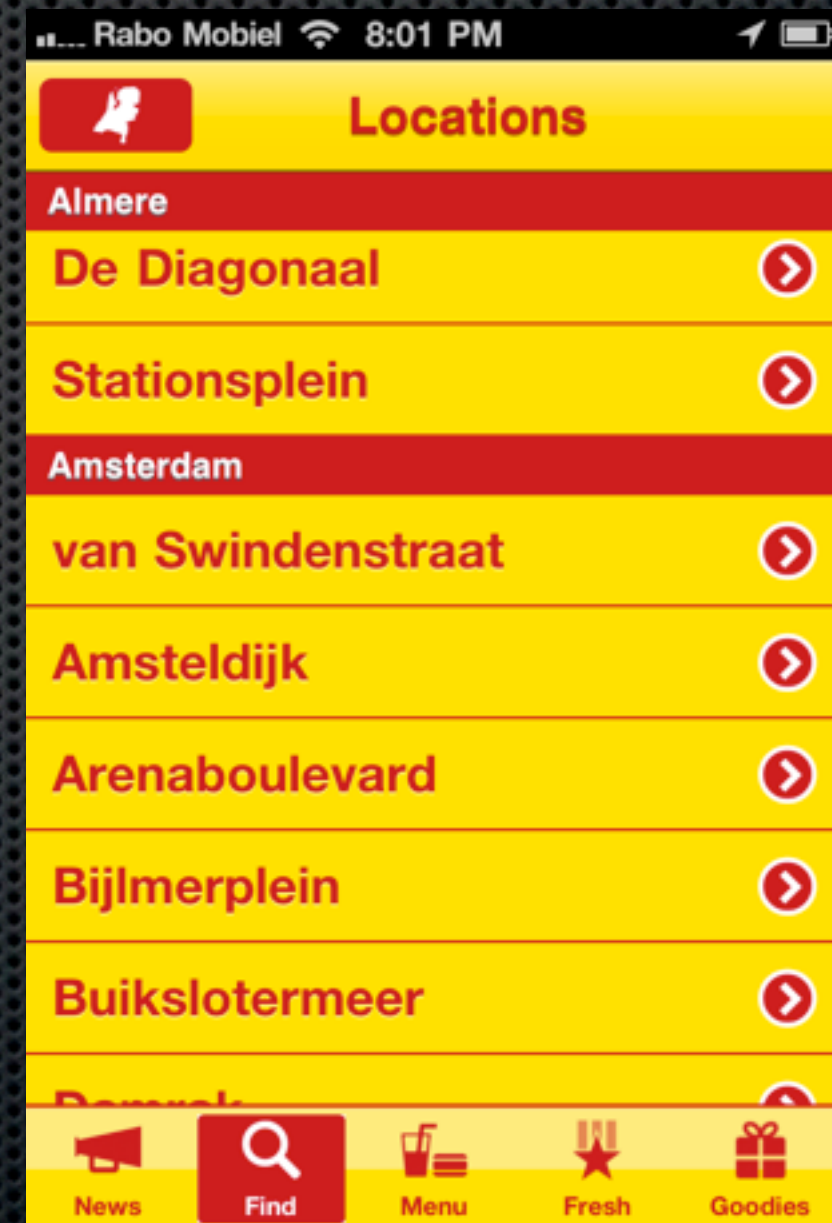 Rabo Mobiel 8:01 PM
Locations
Almere
De Diagonaal
Stationsplein
Amsterdam
van Swindenstraat
Amsteldijk
Arenaboulevard
Bijlmerplein
Buikslotermeer
Damrak
News Find Menu Fresh Goodies